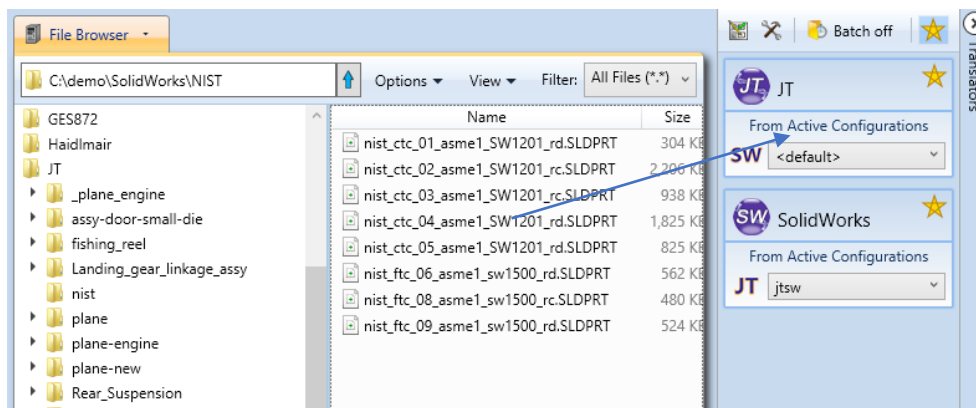 File Browser
C:\demo\SolidWorks\NIST
Options
View
Filter:
All Files (*.*)
GES872
Haidlmair
JT
_plane_engine
assy-door-small-die
fishing_reel
Landing_gear_linkage_assy
nist
plane
plane-engine
plane-new
Rear_Suspension
Name Size
nist_ctc_01_asme1_SW1201_rd.SLDPRT 304 KB
nist_ctc_02_asme1_SW1201_rc.SLDPRT 2,206 KB
nist_ctc_03_asme1_SW1201_rc.SLDPRT 938 KB
nist_ctc_04_asme1_SW1201_rd.SLDPRT 1,825 KB
nist_ctc_05_asme1_SW1201_rd.SLDPRT 825 KB
nist_ftc_06_asme1_sw1500_rd.SLDPRT 562 KB
nist_ftc_08_asme1_sw1500_rc.SLDPRT 480 KB
nist_ftc_09_asme1_sw1500_rd.SLDPRT 524 KB
Batch off
JT JT
From Active Configurations
SW <default>
SW SolidWorks
From Active Configurations
JT jtsw
Translators